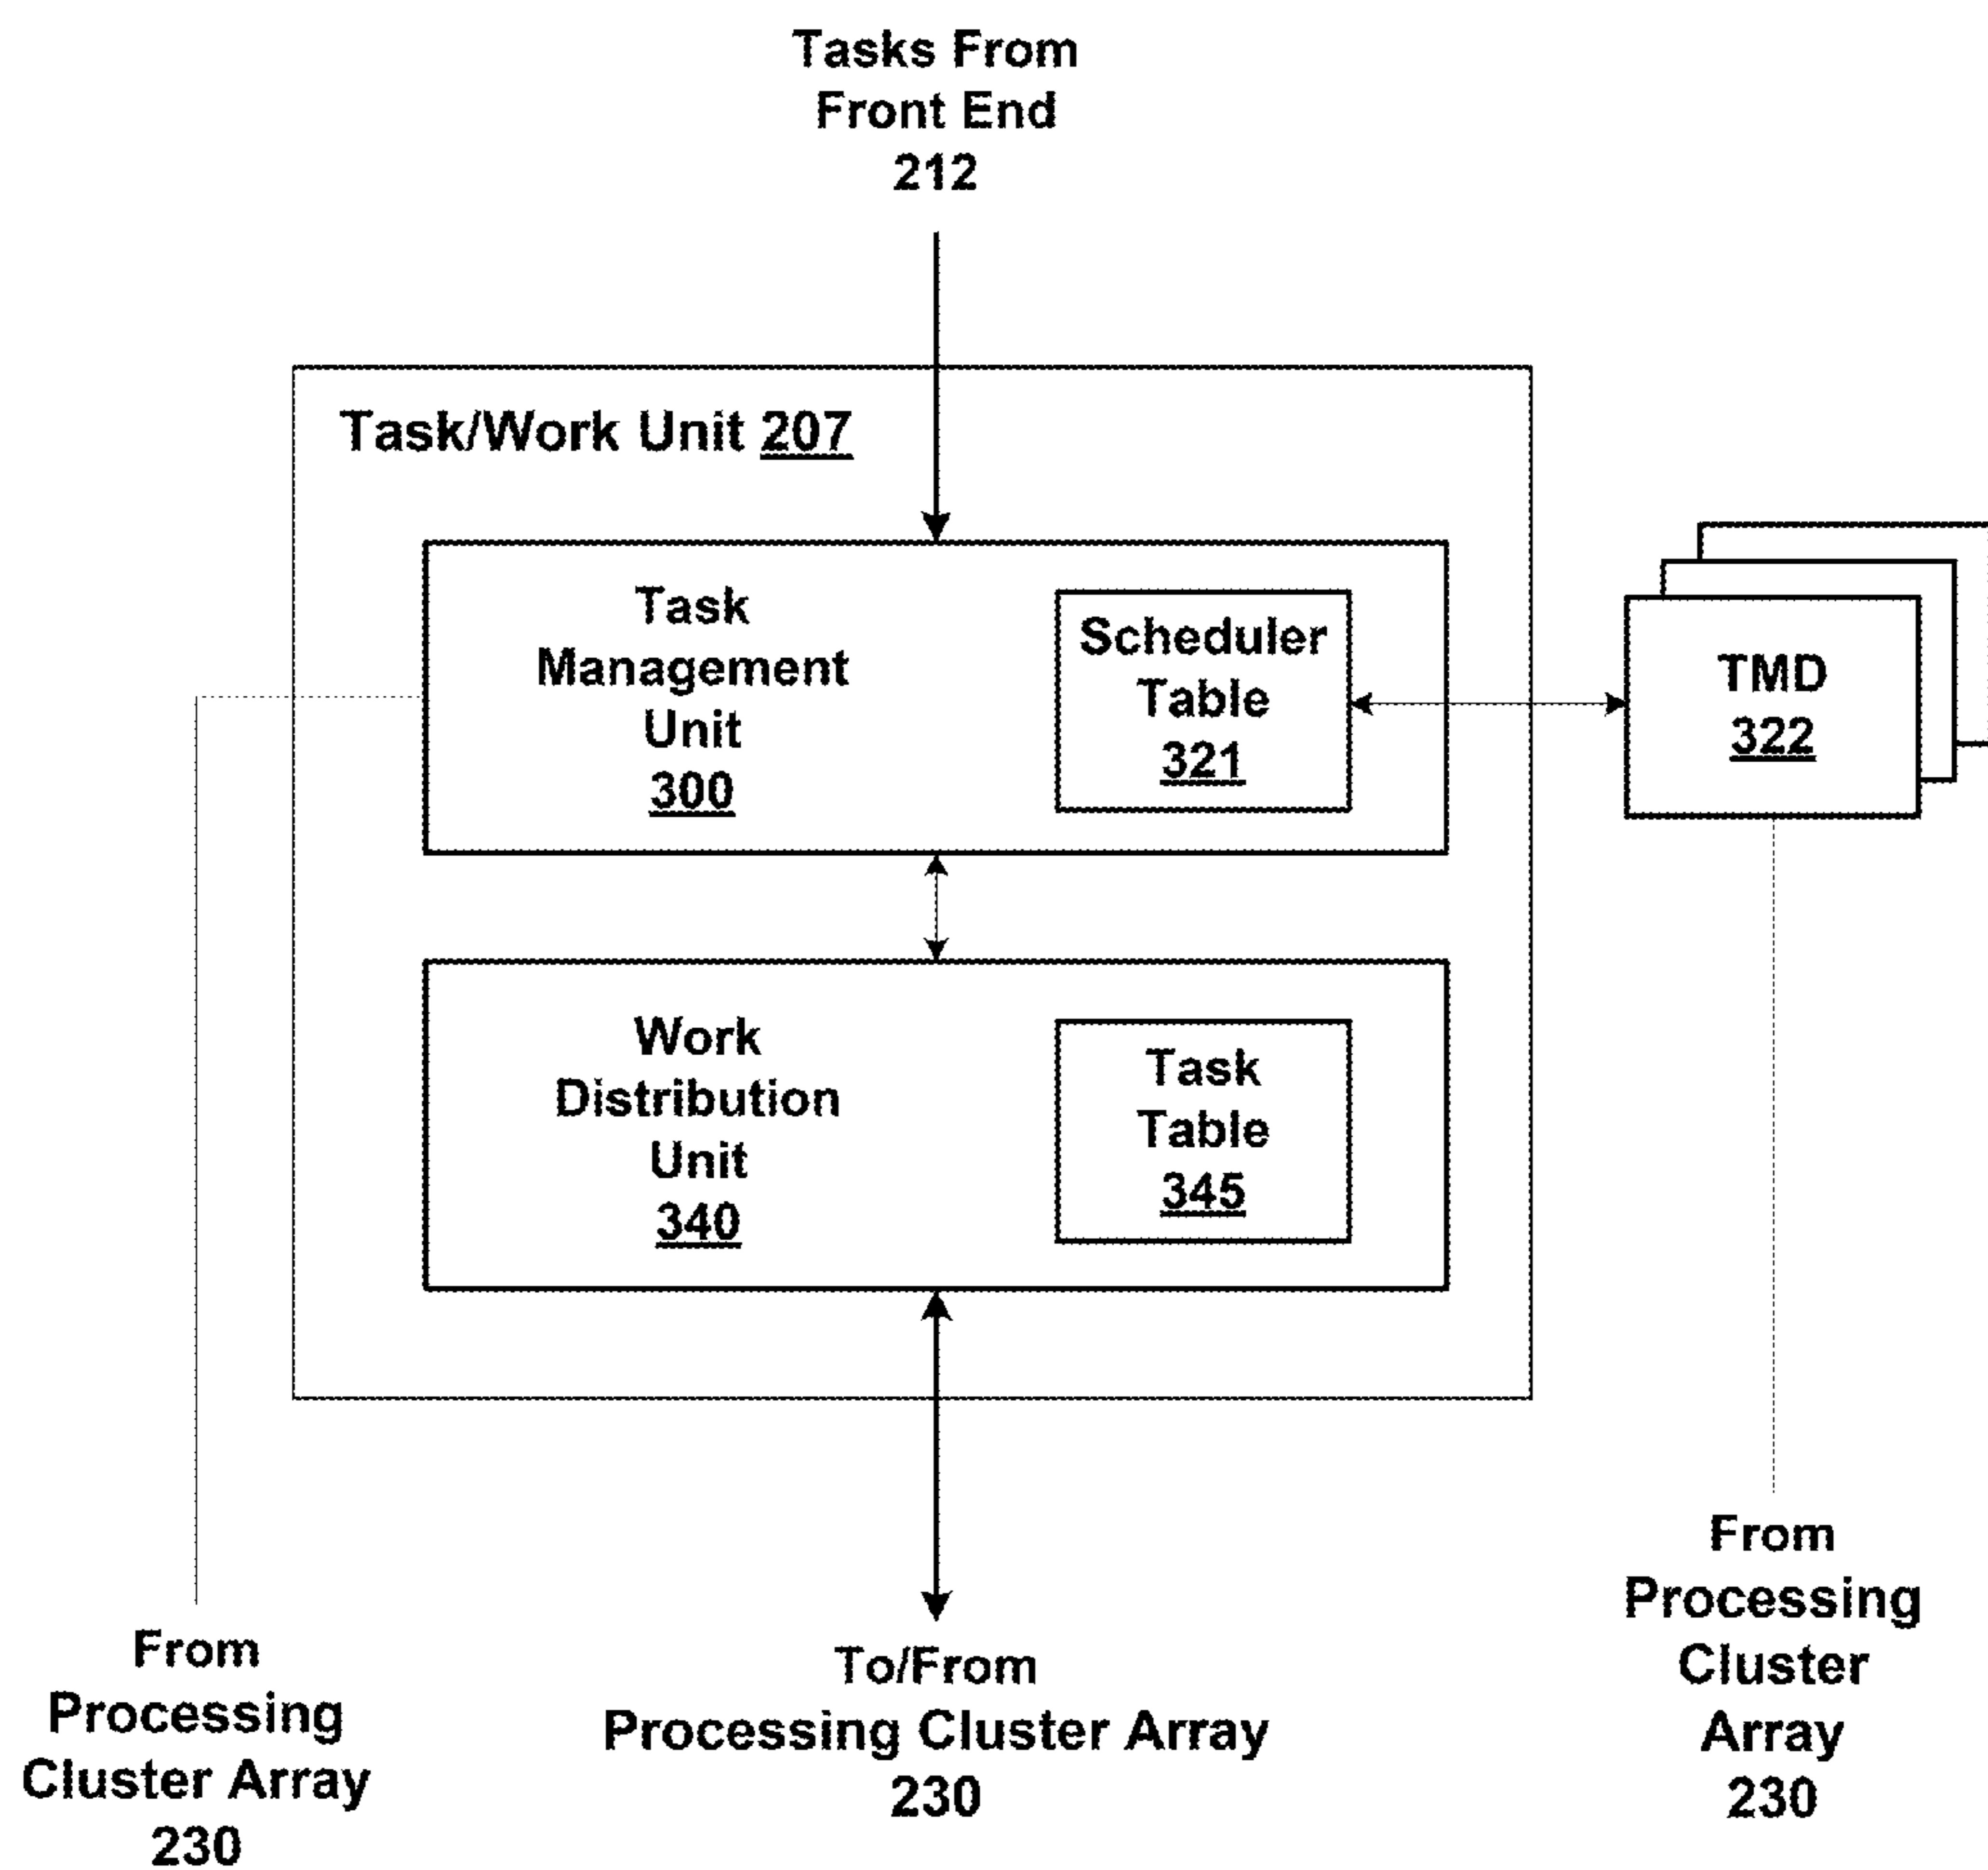 Tasks From
Front End
212
Task/Work Unit 207
Task
Management
Unit
300
Scheduler
Table
321
TMD
322
Work
Distribution
Unit
340
Task
Table
345
From
Processing
Cluster Array
230
To/From
Processing Cluster Array
230
From
Processing
Cluster
Array
230